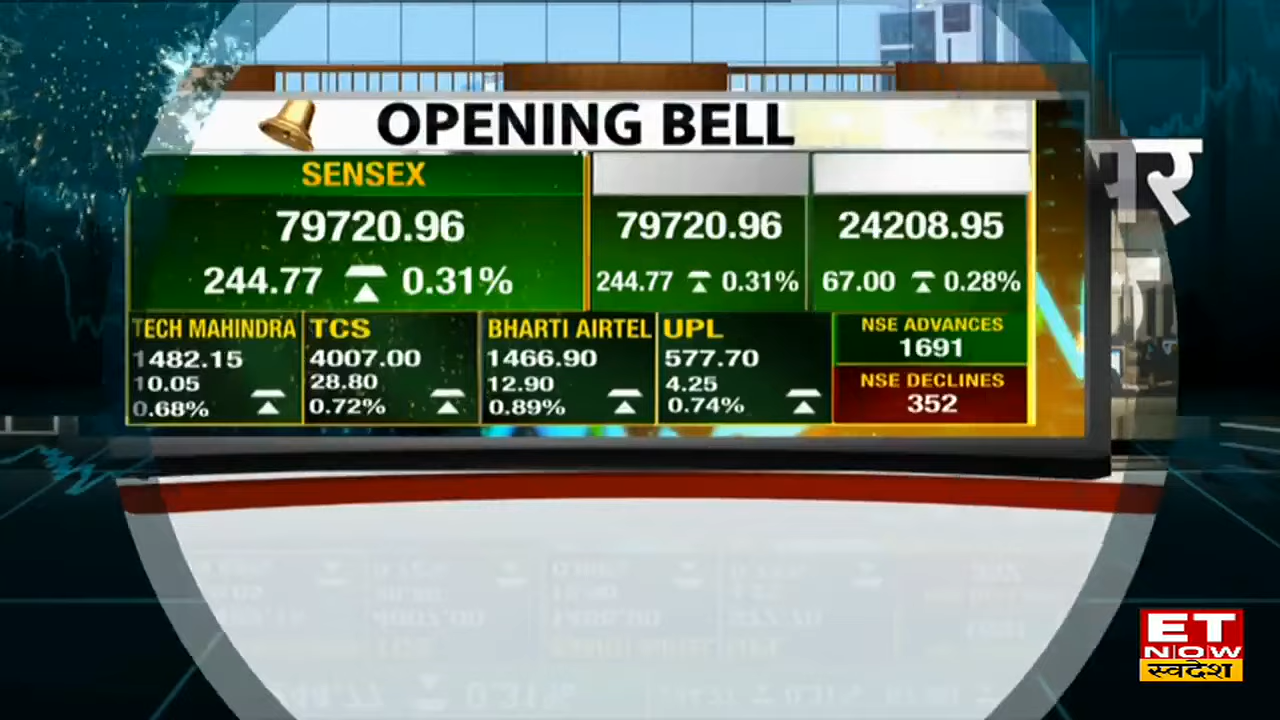 OPENING BELL
SENSEX
79720.96
244.77 0.31%
79720.96
244.77 0.31%
24208.95
67.00 0.28%
TECH MAHINDRA
1482.15
10.05
0.68%
TCS
4007.00
28.80
0.72%
BHARTI AIRTEL
1466.90
12.90
0.89%
UPL
577.70
4.25
0.74%
NSE ADVANCES
1691
NSE DECLINES
352
ET
NOW
स्वदेश